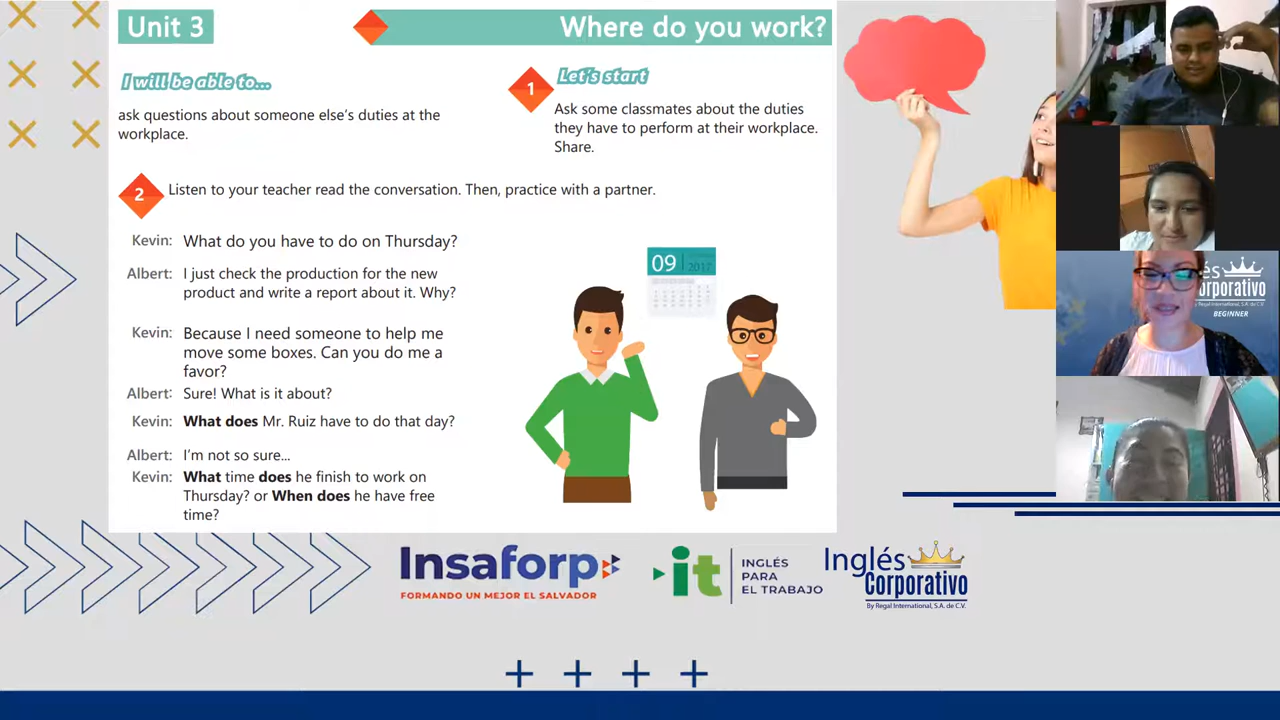 Unit 3
Where do you work?
I will be able to...
ask questions about someone else's duties at the
workplace.
1
Let's start
Ask some classmates about the duties
they have to perform at their workplace.
Share.
2
Listen to your teacher read the conversation. Then, practice with a partner.
Kevin: What do you have to do on Thursday?
Albert: I just check the production for the new
product and write a report about it. Why?
Kevin: Because I need someone to help me
move some boxes. Can you do me a
favor?
Albert: Sure! What is it about?
Kevin: What does Mr. Ruiz have to do that day?
Albert: I'm not so sure...
Kevin: What time does he finish to work on
Thursday? or When does he have free
time?
09
2017
Insaforp
FORMANDO UN MEJOR EL SALVADOR
it
INGLÉS
PARA
EL TRABAJO
Inglés
Corporativo
By Regal International, S.A. de C.V.
és
orporativo
y Regal International, S.A. de C.V.
BEGINNER